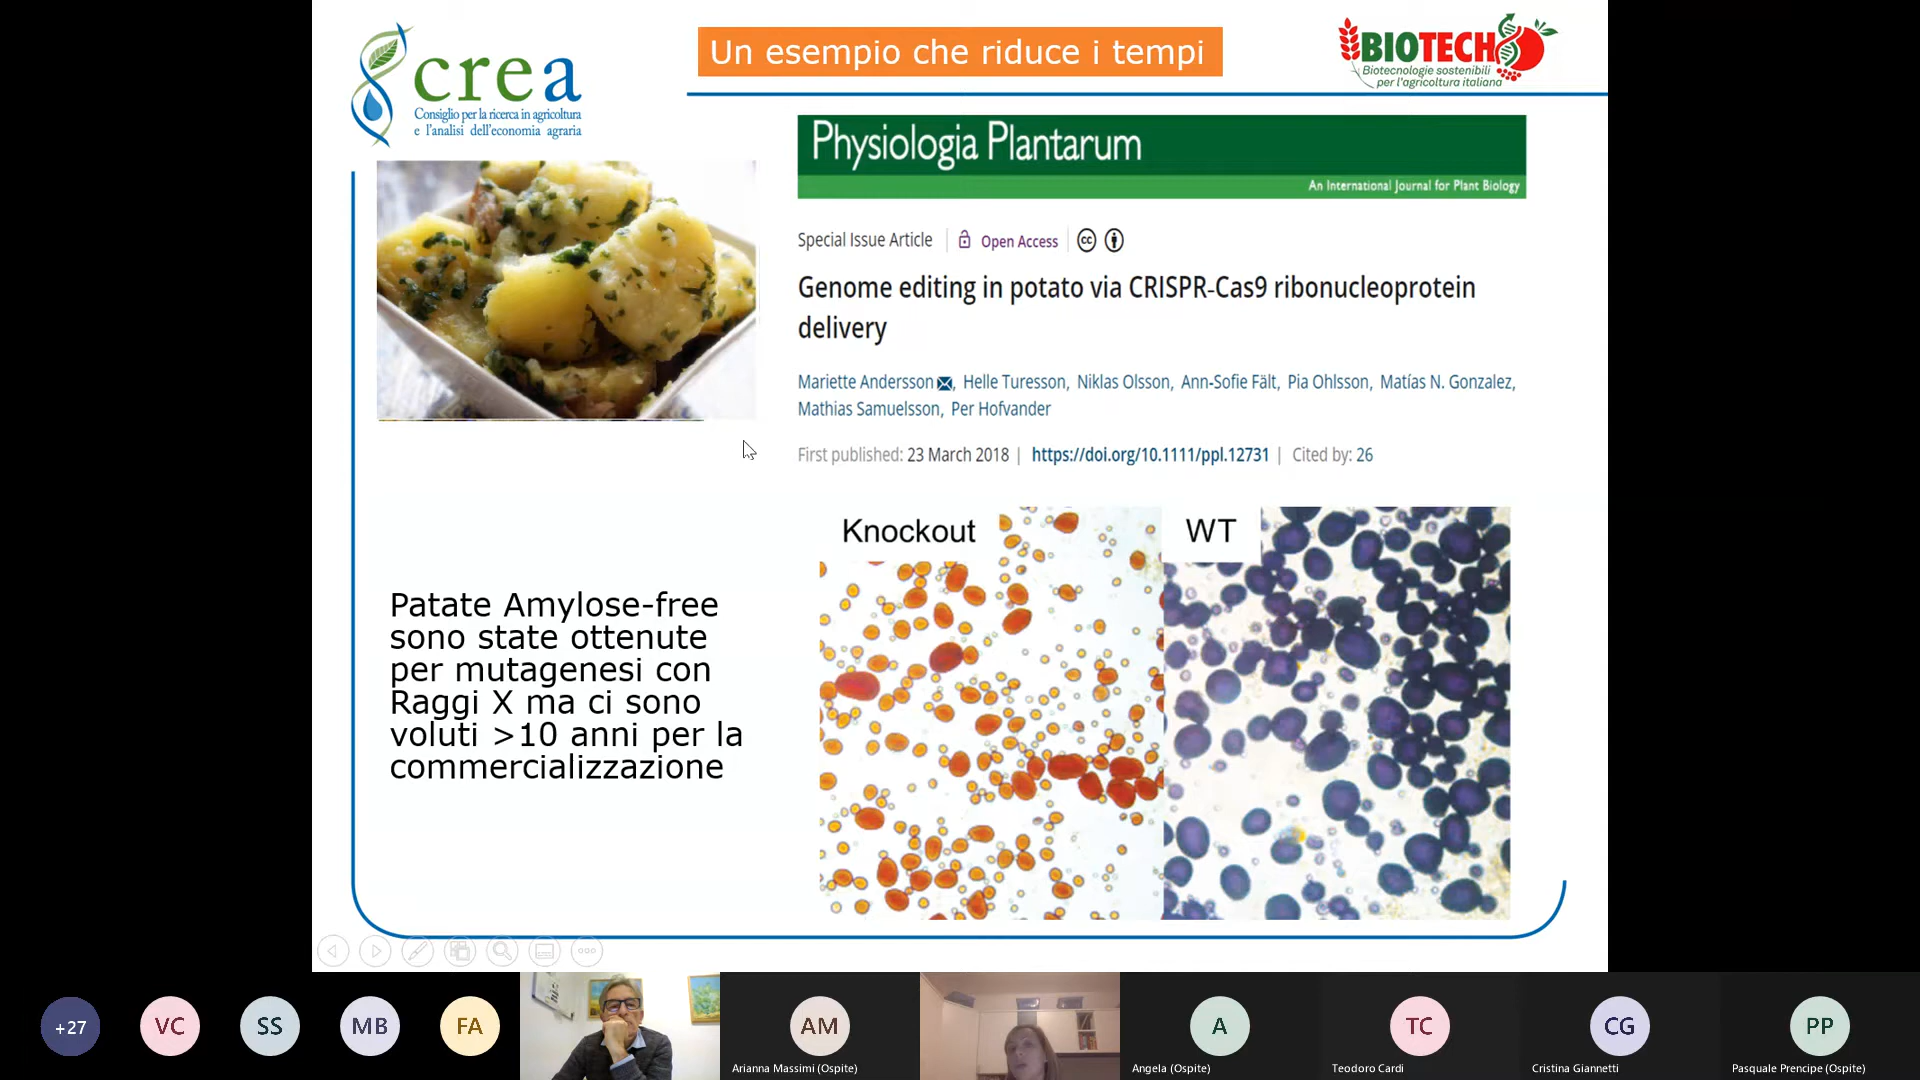 crea
Consiglio per la ricerca in agricoltura
e l'analisi dell'economia agraria
Un esempio che riduce i tempi
BIOTECH
Biotecnologie sostenibili
per l'agricoltura italiana
Physiologia Plantarum
An International Journal for Plant Biology
Special Issue Article
Open Access
cc
Genome editing in potato via CRISPR-Cas9 ribonucleoprotein
delivery
Mariette Andersson, Helle Turesson, Niklas Olsson, Ann-Sofie Fält, Pia Ohlsson, Matías N. Gonzalez,
Mathias Samuelsson, Per Hofvander
First published: 23 March 2018 | https://doi.org/10.1111/ppl.12731 | Cited by: 26
Knockout
WT
Patate Amylose-free
sono state ottenute
per mutagenesi con
Raggi X ma ci sono
voluti >10 anni per la
commercializzazione
+27
VC
SS
MB
FA
AM
Arianna Massimi (Ospite)
A
Angela (Ospite)
TC
Teodoro Cardi
CG
Cristina Giannetti
PP
Pasquale Prencipe (Ospite)